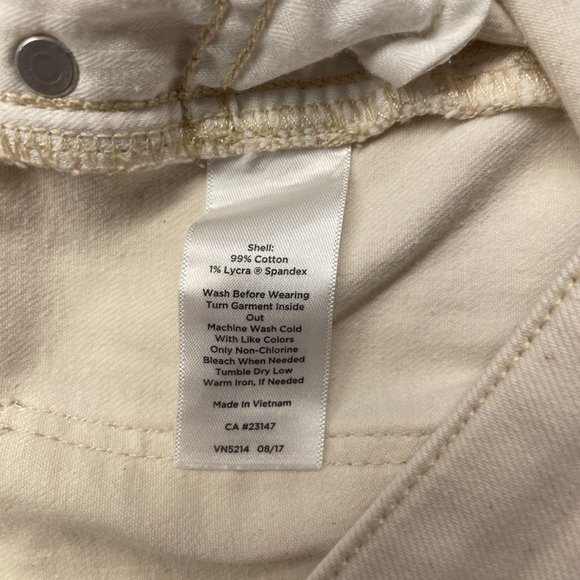 Shell:
99% Cotton
1% Lycra ® Spandex
Wash Before Wearing
Turn Garment Inside
Out
Machine Wash Cold
With Like Colors
Only Non-Chlorine
Bleach When Needed
Tumble Dry Low
Warm Iron, If Needed
Made in Vietnam
CA #23147
VN5214 08/17